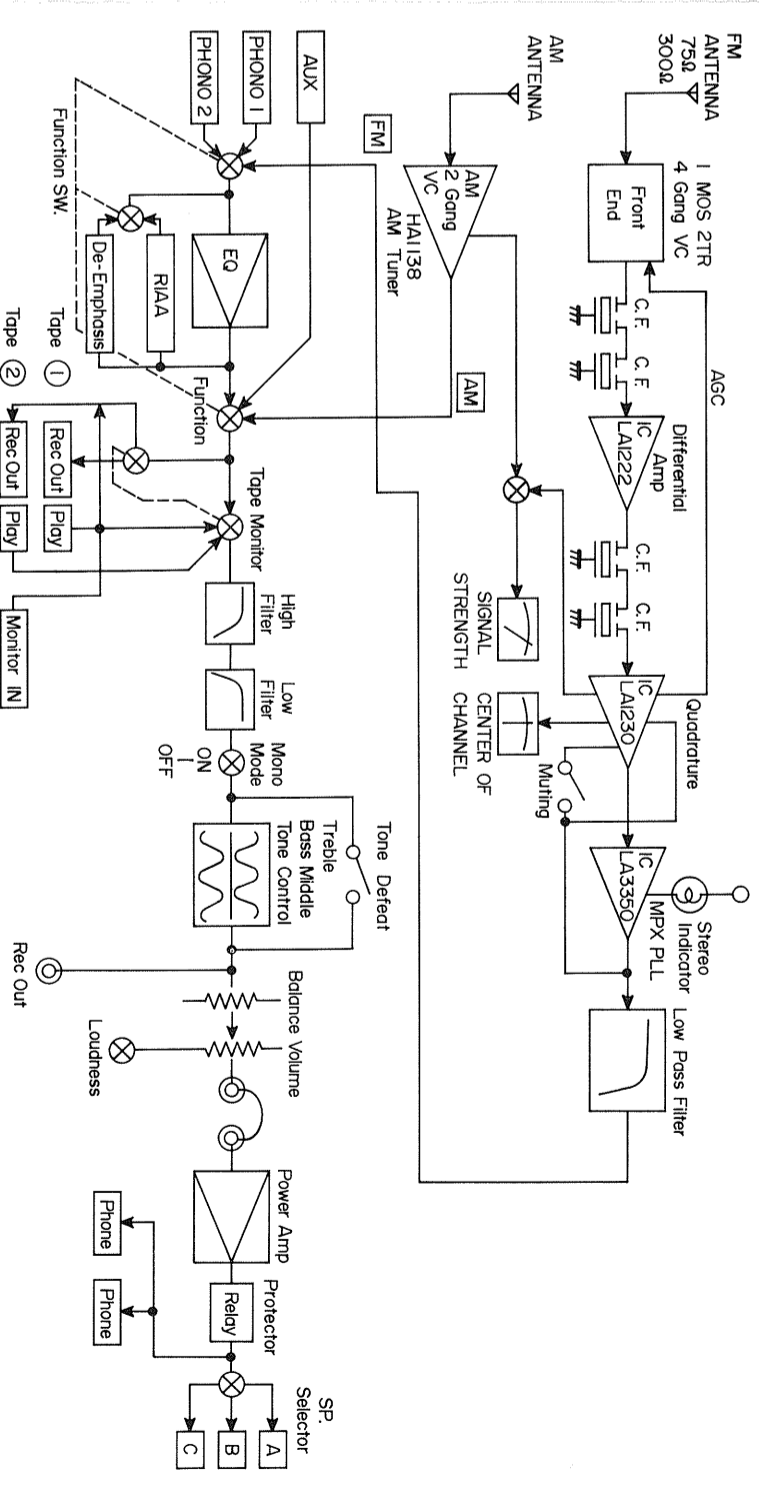 FM
ANTENNA
75Ω
300Ω
1 MOS 2TR
4 Gang VC
Front
End
AGC
C.F.
C.F.
Differential
Amp
IC
LA1222
C.F.
C.F.
Quadrature
IC
LA1230
Muting
IC
LA3350
MPX PLL
Stereo
Indicator
Low Pass Filter
AM
ANTENNA
AM
2 Gang
VC
HA1138
AM Tuner
SIGNAL
STRENGTH
CENTER OF
CHANNEL
FM
AM
AUX
PHONO 1
PHONO 2
Function SW.
EQ
RIAA
De-Emphasis
Function
Tape Monitor
Tape 1
Rec Out
Play
Tape 2
Rec Out
Play
Monitor IN
High
Filter
Low
Filter
Mono
Mode
ON
OFF
Tone Defeat
Treble
Bass Middle
Tone Control
Rec Out
Balance Volume
Loudness
Power Amp
Protector
Relay
Phone
Phone
SP.
Selector
A
B
C